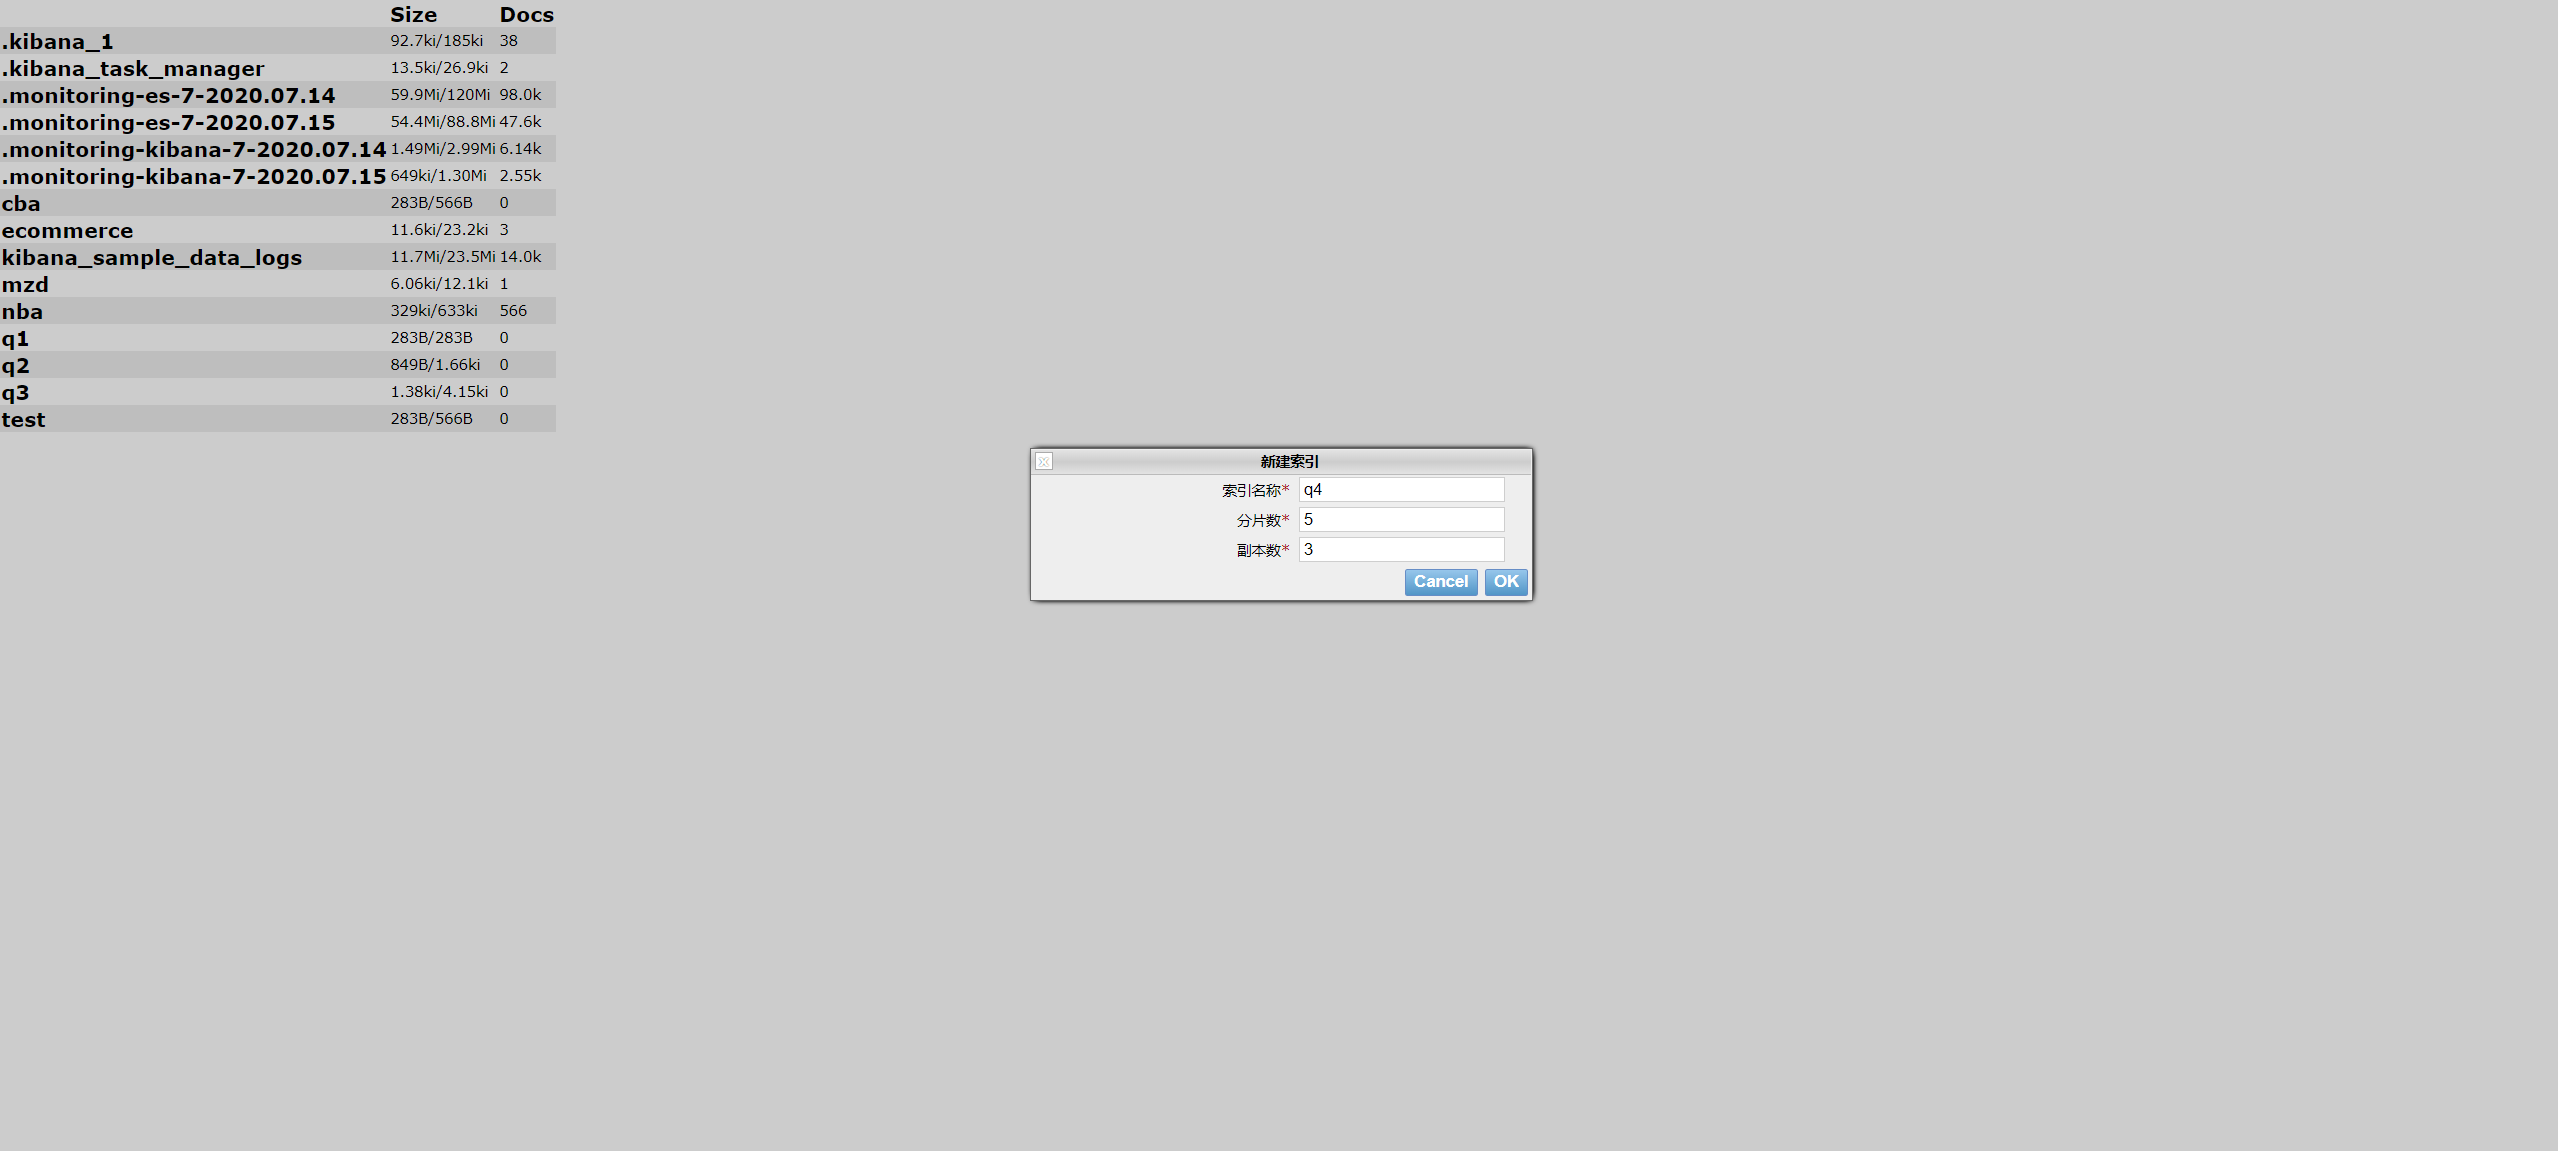 Size Docs
.kibana_1 92.7ki/185ki 38
.kibana_task_manager 13.5ki/26.9ki 2
.monitoring-es-7-2020.07.14 59.9Mi/120Mi 98.0k
.monitoring-es-7-2020.07.15 54.4Mi/88.8Mi 47.6k
.monitoring-kibana-7-2020.07.14 1.49Mi/2.99Mi 6.14k
.monitoring-kibana-7-2020.07.15 649ki/1.30Mi 2.55k
cba 283B/566B 0
ecommerce 11.6ki/23.2ki 3
kibana_sample_data_logs 11.7Mi/23.5Mi 14.0k
mzd 6.06ki/12.1ki 1
nba 329ki/633ki 566
q1 283B/283B 0
q2 849B/1.66ki 0
q3 1.38ki/4.15ki 0
test 283B/566B 0
新建索引
索引名称* q4
分片数* 5
副本数* 3
Cancel OK